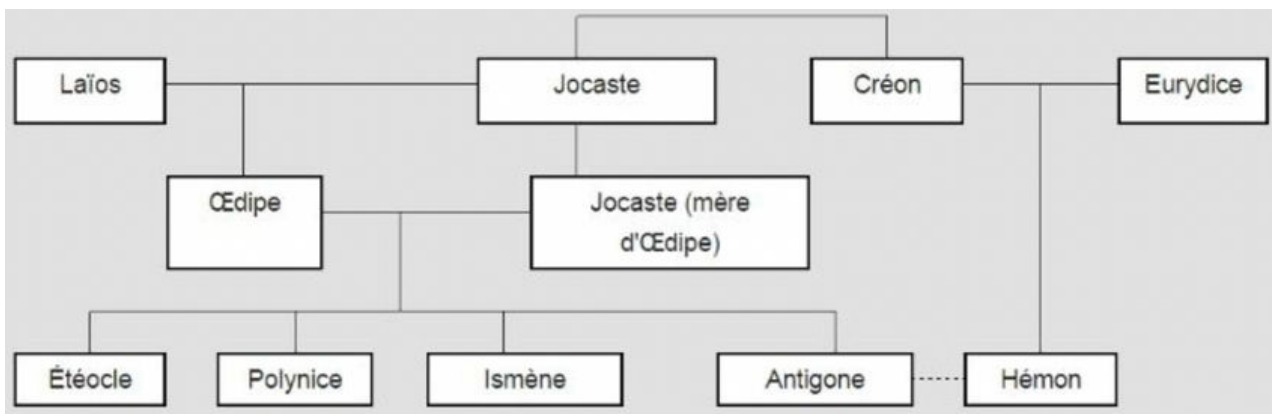 Laïos
Jocaste
Créon
Eurydice
Œdipe
Jocaste (mère
d'Œdipe)
Étéocle
Polynice
Ismène
Antigone
Hémon